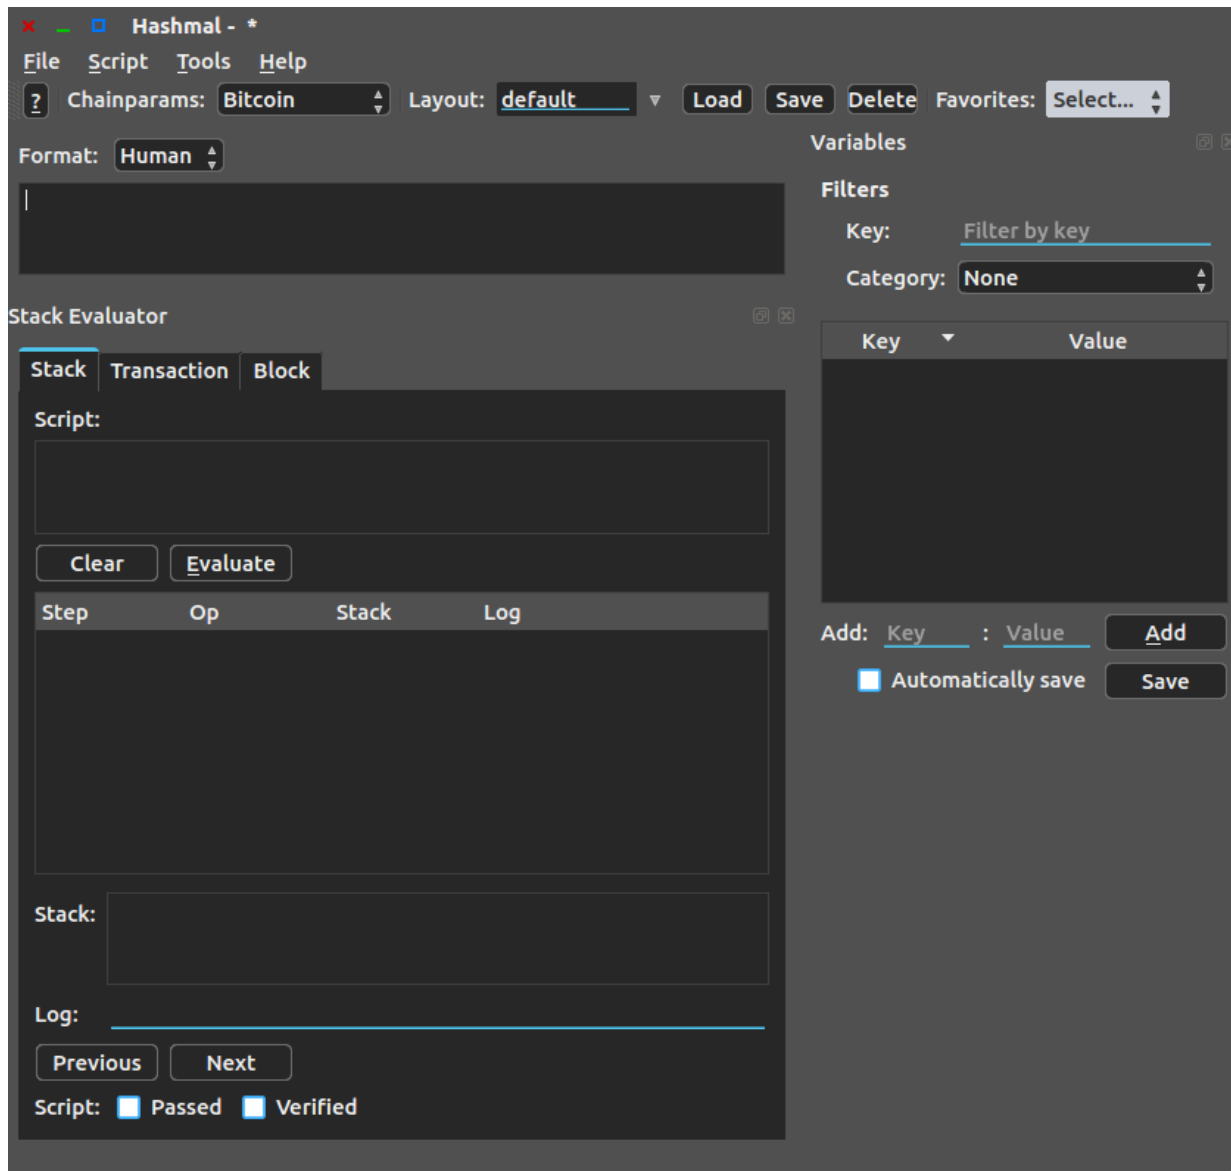 Hashmal - *
File Script Tools Help
? Chainparams: Bitcoin Layout: default Load Save Delete Favorites: Select...
Format: Human
Stack Evaluator
Stack Transaction Block
Script:
Clear Evaluate
Step Op Stack Log
Stack:
Log:
Previous Next
Script: Passed Verified
Variables
Filters
Key: Filter by key
Category: None
Key Value
Add: Key : Value Add
Automatically save Save